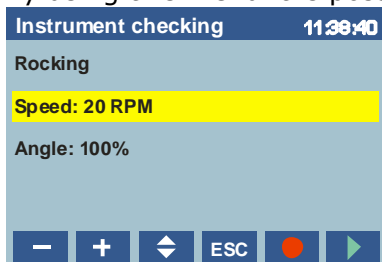 Instrument checking 11:38:40
Rocking
Speed: 20 RPM
Angle: 100%
− + ESC